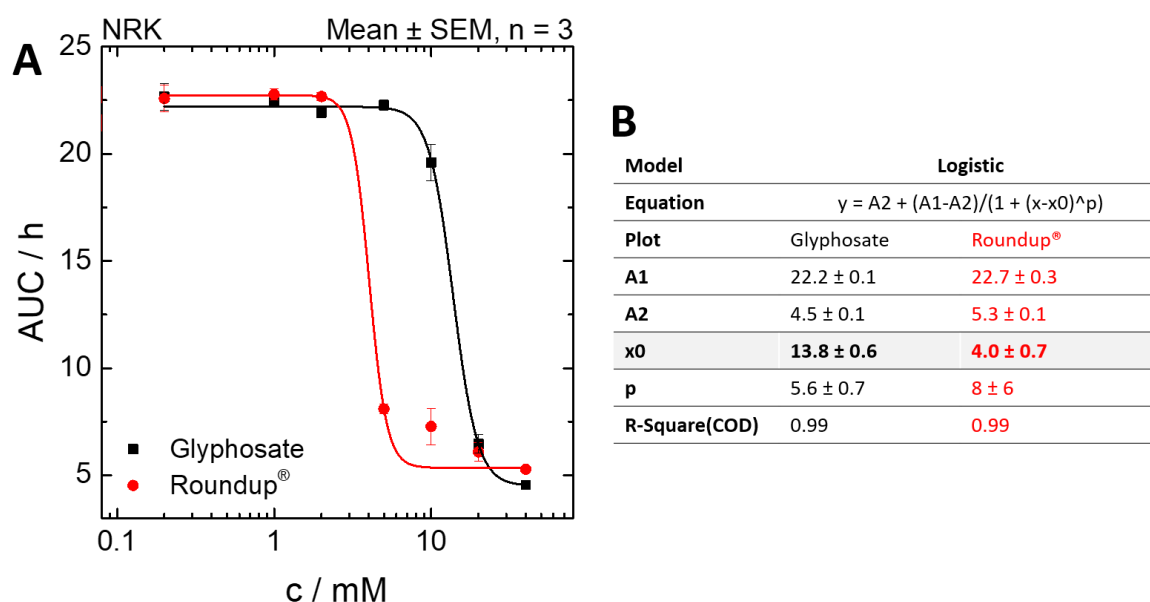 A
NRK Mean ± SEM, n = 3
25
20
15
10
5
AUC / h
Glyphosate
Roundup®
0.1 1 10
c / mM
B
Model Logistic
Equation y = A2 + (A1-A2)/(1 + (x-x0)^p)
Plot Glyphosate Roundup®
A1 22.2 ± 0.1 22.7 ± 0.3
A2 4.5 ± 0.1 5.3 ± 0.1
x0 13.8 ± 0.6 4.0 ± 0.7
p 5.6 ± 0.7 8 ± 6
R-Square(COD) 0.99 0.99